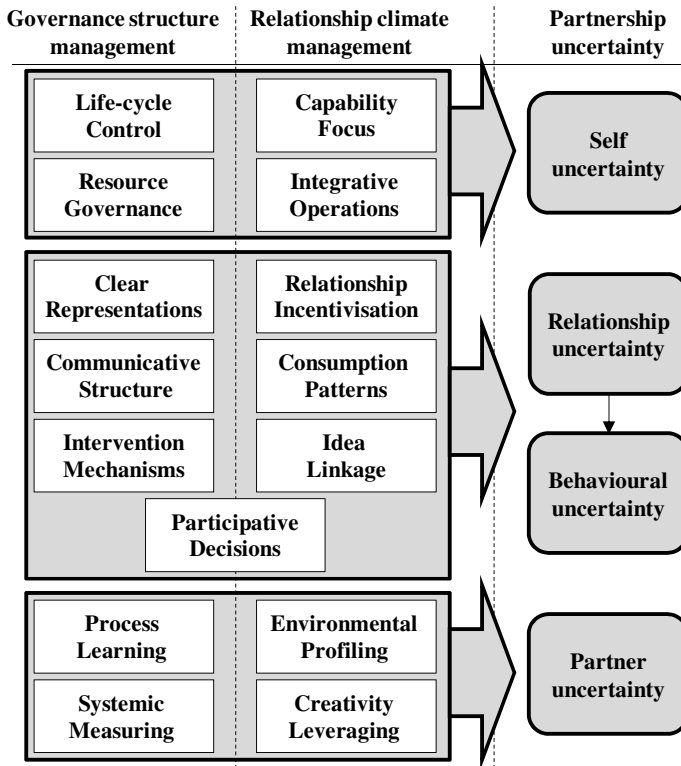 Governance structure
management
Relationship climate
management
Partnership
uncertainty
Life-cycle
Control
Capability
Focus
Resource
Governance
Integrative
Operations
Self
uncertainty
Clear
Representations
Relationship
Incentivisation
Communicative
Structure
Consumption
Patterns
Intervention
Mechanisms
Idea
Linkage
Participative
Decisions
Relationship
uncertainty
Behavioural
uncertainty
Process
Learning
Environmental
Profiling
Systemic
Measuring
Creativity
Leveraging
Partner
uncertainty